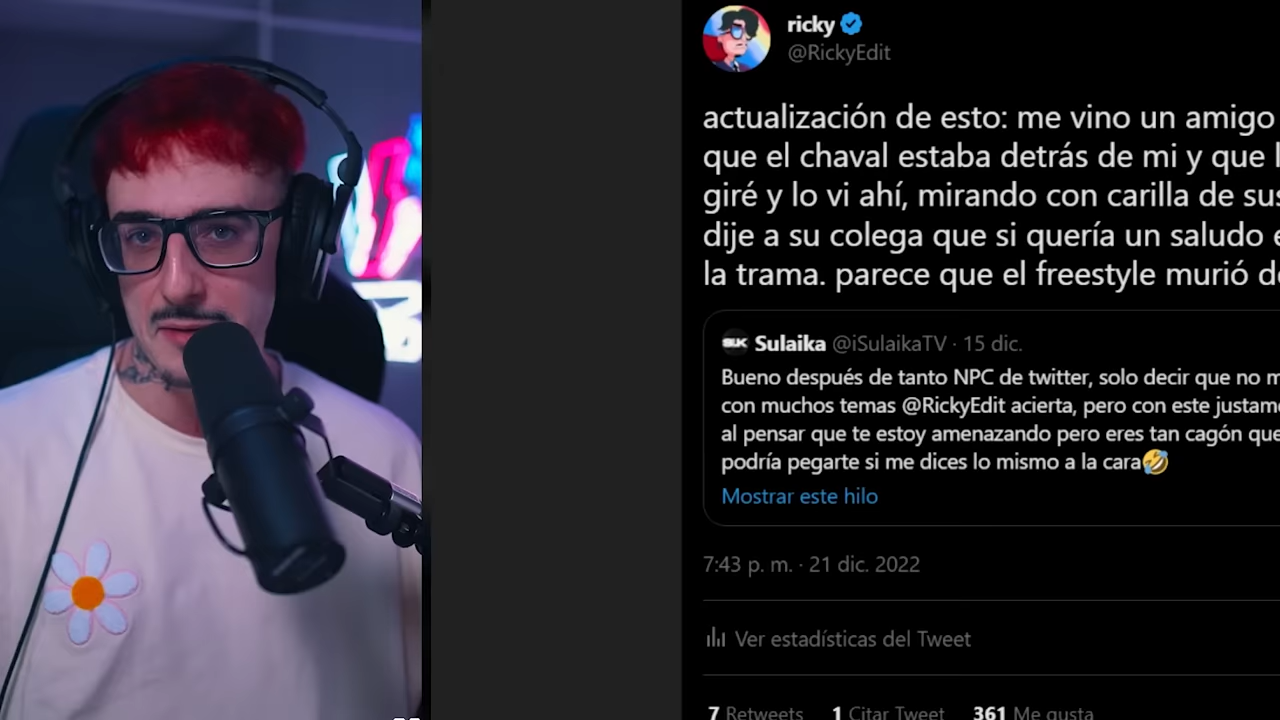 ricky
@RickyEdit
actualización de esto: me vino un amigo
que el chaval estaba detrás de mi y que
giré y lo vi ahí, mirando con carilla de
dije a su colega que si quería un saludo
la trama. parece que el freestyle murió
SUK Sulaika @iSulaikaTV · 15 dic.
Bueno después de tanto NPC de twitter, solo decir que no
con muchos temas @RickyEdit acierta, pero con este
al pensar que te estoy amenazando pero eres tan cagón que
podría pegarte si me dices lo mismo a la cara🤣
Mostrar este hilo
7:43 p. m. · 21 dic. 2022
Ver estadísticas del Tweet
7 Retweets 1 Citar Tweet 361 Me gusta